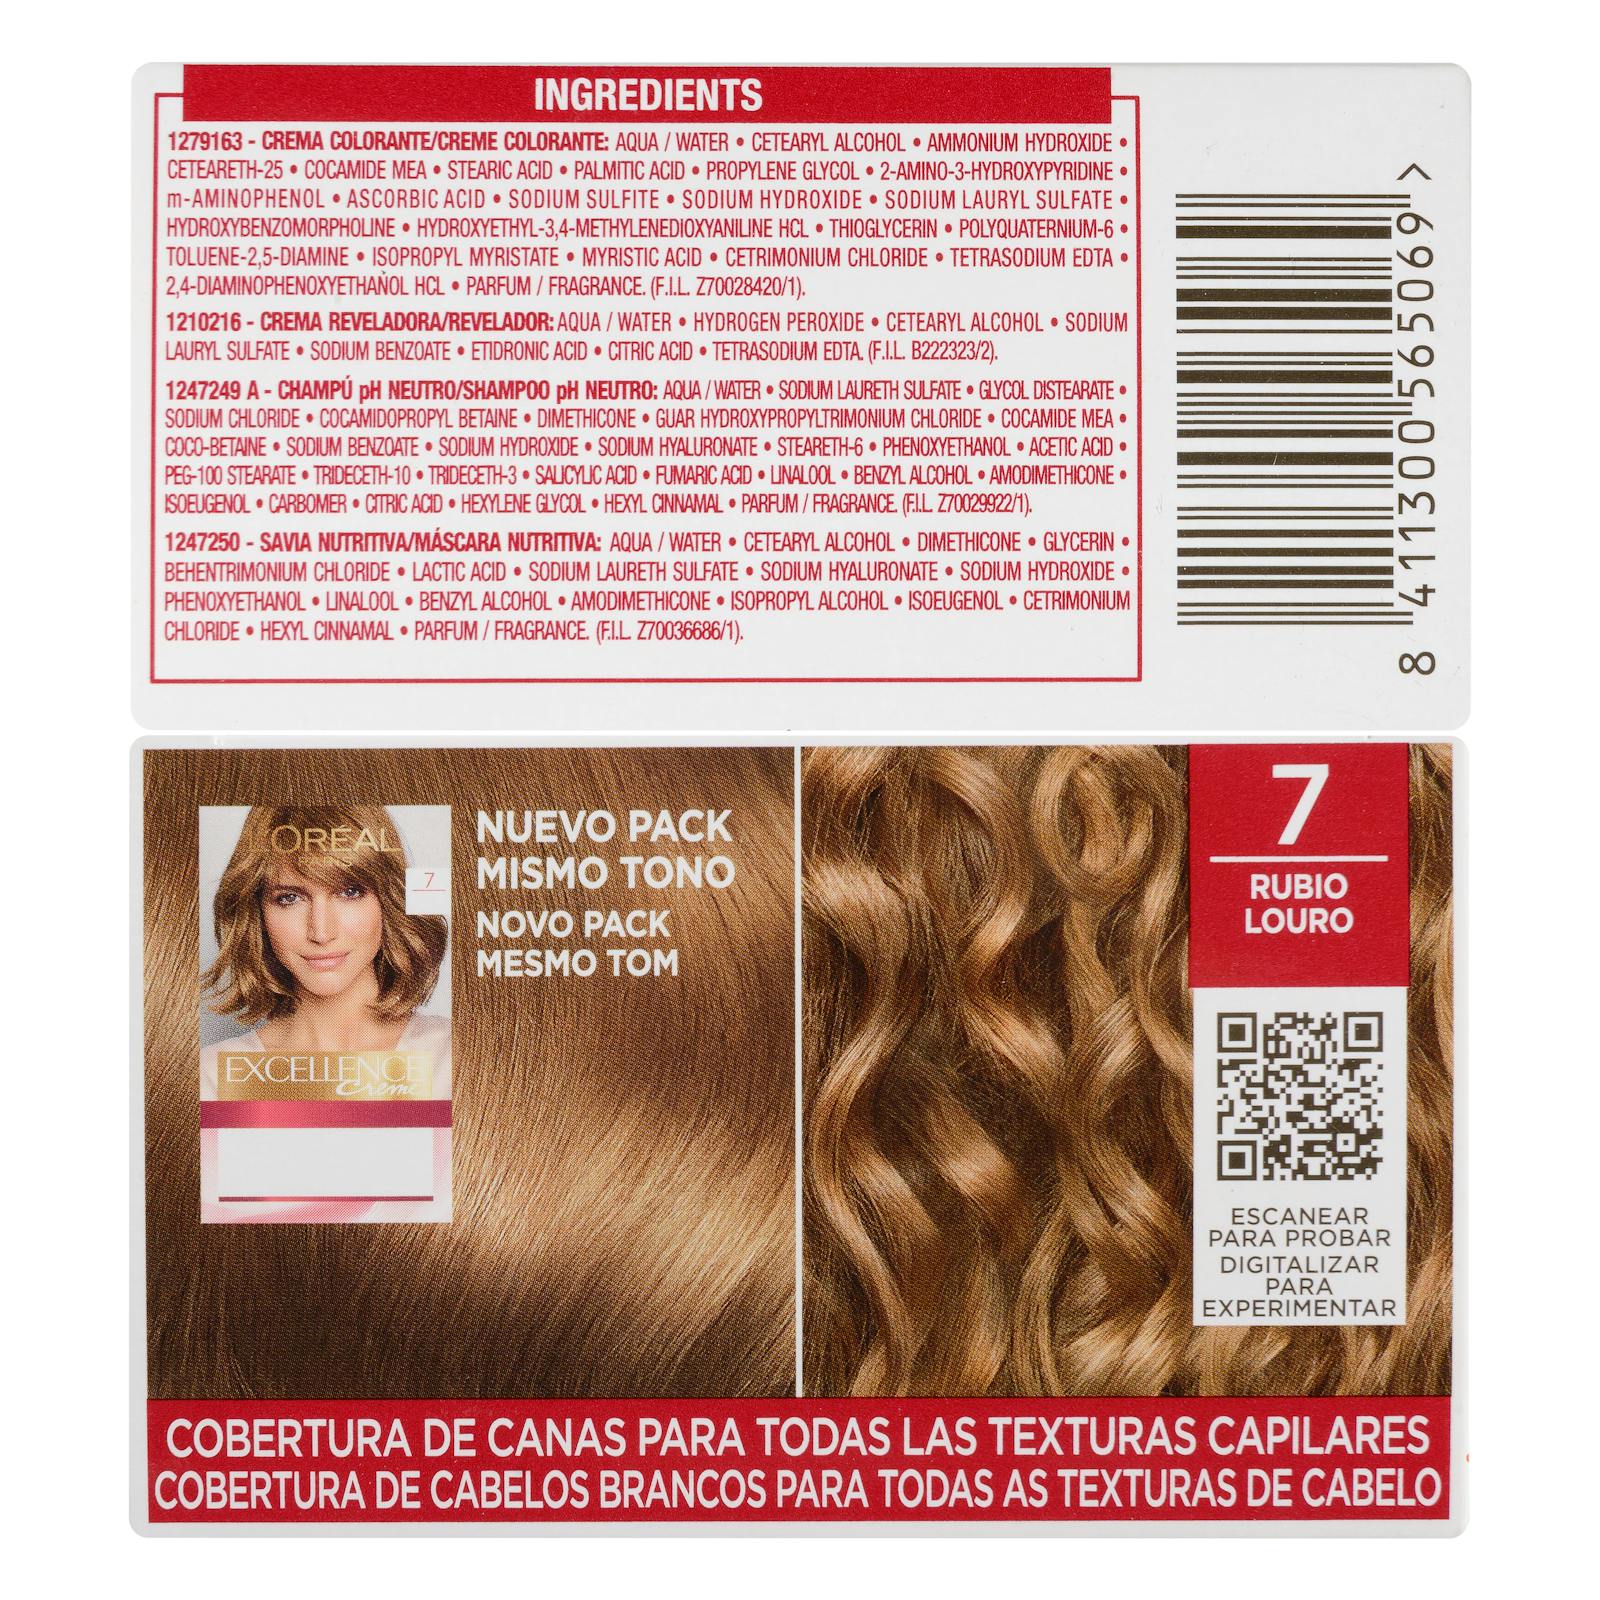 INGREDIENTS
1279163 - CREMA COLORANTE/CREME COLORANTE: AQUA / WATER • CETEARYL ALCOHOL • AMMONIUM HYDROXIDE •
CETEARETH-25 • COCAMIDE MEA • STEARIC ACID • PALMITIC ACID • PROPYLENE GLYCOL • 2-AMINO-3-HYDROXYPYRIDINE •
m-AMINOPHENOL • ASCORBIC ACID • SODIUM SULFITE • SODIUM HYDROXIDE • SODIUM LAURYL SULFATE •
HYDROXYBENZOMORPHOLINE • HYDROXYETHYL-3,4-METHYLENEDIOXYANILINE HCL • THIOGLYCERIN • POLYQUATERNIUM-6 •
TOLUENE-2,5-DIAMINE • ISOPROPYL MYRISTATE • MYRISTIC ACID • CETRIMONIUM CHLORIDE • TETRASODIUM EDTA •
2,4-DIAMINOPHENOXYETHANOL HCL • PARFUM / FRAGRANCE. (F.I.L. Z70028420/1).
1210216 - CREMA REVELADORA/REVELADOR: AQUA / WATER • HYDROGEN PEROXIDE • CETEARYL ALCOHOL • SODIUM
LAURYL SULFATE • SODIUM BENZOATE • ETIDRONIC ACID • CITRIC ACID • TETRASODIUM EDTA. (F.I.L. B222323/2).
1247249 A - CHAMPÚ pH NEUTRO/SHAMPOO pH NEUTRO: AQUA / WATER • SODIUM LAURETH SULFATE • GLYCOL DISTEARATE •
SODIUM CHLORIDE • COCAMIDOPROPYL BETAINE • DIMETHICONE • GUAR HYDROXYPROPYLTRIMONIUM CHLORIDE • COCAMIDE MEA •
COCO-BETAINE • SODIUM BENZOATE • SODIUM HYDROXIDE • SODIUM HYALURONATE • STEARETH-6 • PHENOXYETHANOL • ACETIC ACID •
PEG-100 STEARATE • TRIDECETH-10 • TRIDECETH-3 • SALICYLIC ACID • FUMARIC ACID • LINALOOL • BENZYL ALCOHOL • AMODIMETHICONE •
ISOEUGENOL • CARBOMER • CITRIC ACID • HEXYLENE GLYCOL • HEXYL CINNAMAL • PARFUM / FRAGRANCE. (F.I.L. Z70029922/1).
1247250 - SAVIA NUTRITIVA/MÁSCARA NUTRITIVA: AQUA / WATER • CETEARYL ALCOHOL • DIMETHICONE • GLYCERIN •
BEHENTRIMONIUM CHLORIDE • LACTIC ACID • SODIUM LAURETH SULFATE • SODIUM HYALURONATE • SODIUM HYDROXIDE •
PHENOXYETHANOL • LINALOOL • BENZYL ALCOHOL • AMODIMETHICONE • ISOPROPYL ALCOHOL • ISOEUGENOL • CETRIMONIUM
CHLORIDE • HEXYL CINNAMAL • PARFUM / FRAGRANCE. (F.I.L. Z70036686/1).
8 411300 565069 >
L'ORÉAL
PARIS
7
EXCELLENCE
Creme
NUEVO PACK
MISMO TONO
NOVO PACK
MESMO TOM
7
RUBIO
LOURO
ESCANEAR
PARA PROBAR
DIGITALIZAR
PARA
EXPERIMENTAR
COBERTURA DE CANAS PARA TODAS LAS TEXTURAS CAPILARES
COBERTURA DE CABELOS BRANCOS PARA TODAS AS TEXTURAS DE CABELO